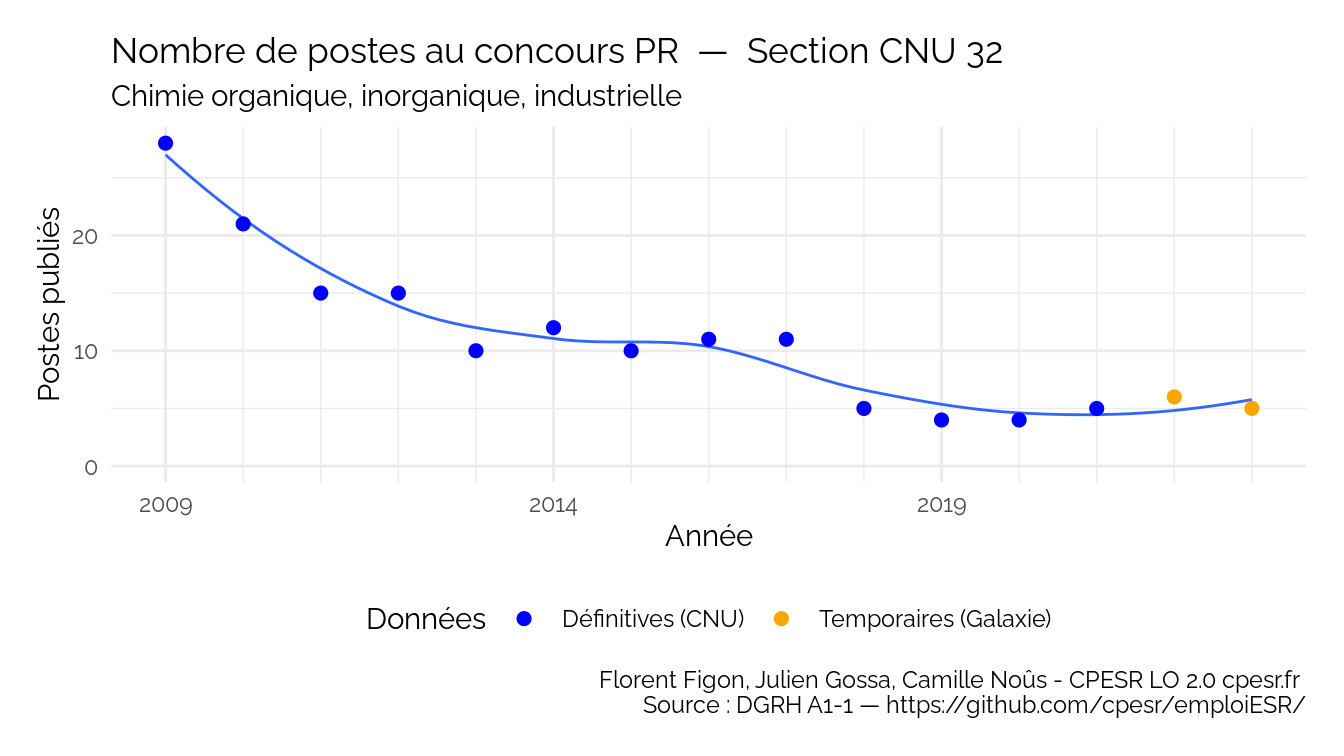 Nombre de postes au concours PR — Section CNU 32
Chimie organique, inorganique, industrielle
Postes publiés
20
10
0
2009 2014 2019
Année
Données Définitives (CNU) Temporaires (Galaxie)
Florent Figon, Julien Gossa, Camille Noûs - CPESR LO 2.0 cpesr.fr
Source : DGRH A1-1 — https://github.com/cpesr/emploiESR/